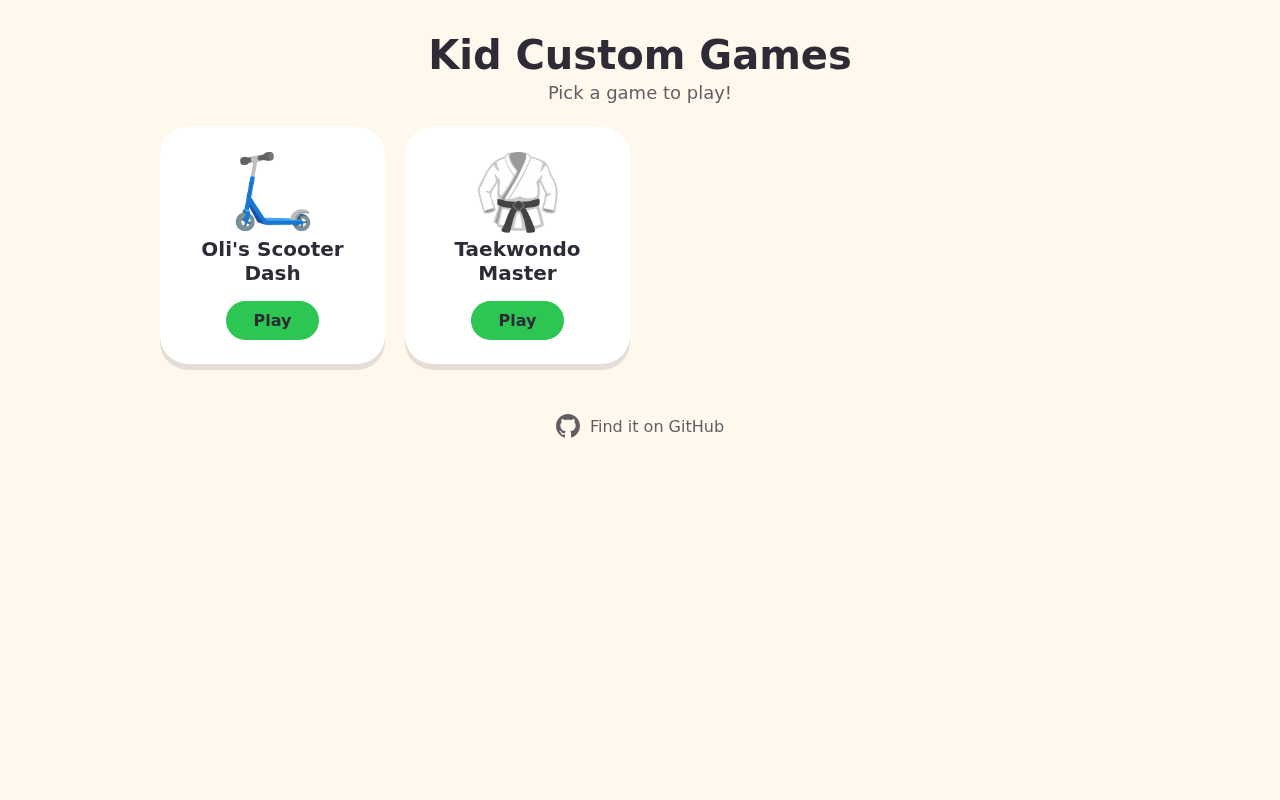 Kid Custom Games
Pick a game to play!
Oli's Scooter
Dash
Play
Taekwondo
Master
Play
Find it on GitHub